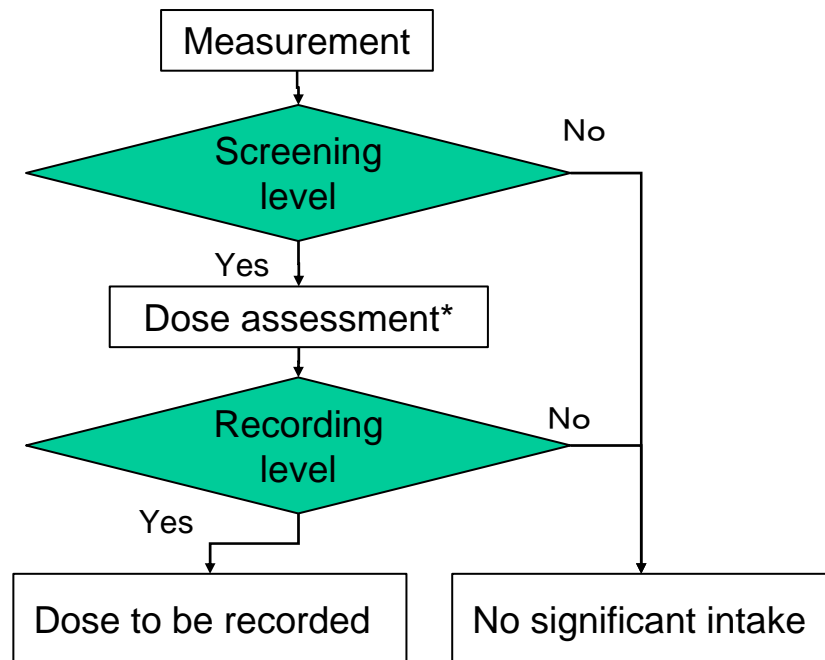 Measurement
Screening
level
No
Yes
Dose assessment*
Recording
level
No
Yes
Dose to be recorded
No significant intake